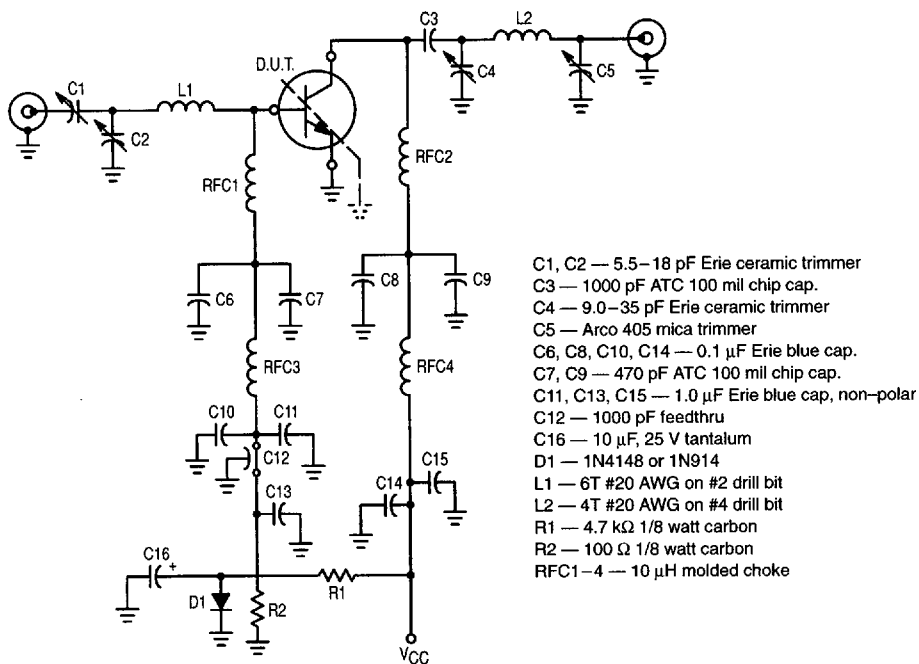 C3
L2
D.U.T.
C1
L1
C4
C5
C2
RFC1
RFC2
C6
C7
C8
C9
RFC3
RFC4
C10
C11
C12
C15
C14
C13
C16
+
D1
R2
R1
VCC
C1, C2 — 5.5–18 pF Erie ceramic trimmer
C3 — 1000 pF ATC 100 mil chip cap.
C4 — 9.0–35 pF Erie ceramic trimmer
C5 — Arco 405 mica trimmer
C6, C8, C10, C14 — 0.1 µF Erie blue cap.
C7, C9 — 470 pF ATC 100 mil chip cap.
C11, C13, C15 — 1.0 µF Erie blue cap, non–polar
C12 — 1000 pF feedthru
C16 — 10 µF, 25 V tantalum
D1 — 1N4148 or 1N914
L1 — 6T #20 AWG on #2 drill bit
L2 — 4T #20 AWG on #4 drill bit
R1 — 4.7 kΩ 1/8 watt carbon
R2 — 100 Ω 1/8 watt carbon
RFC1–4 — 10 µH molded choke